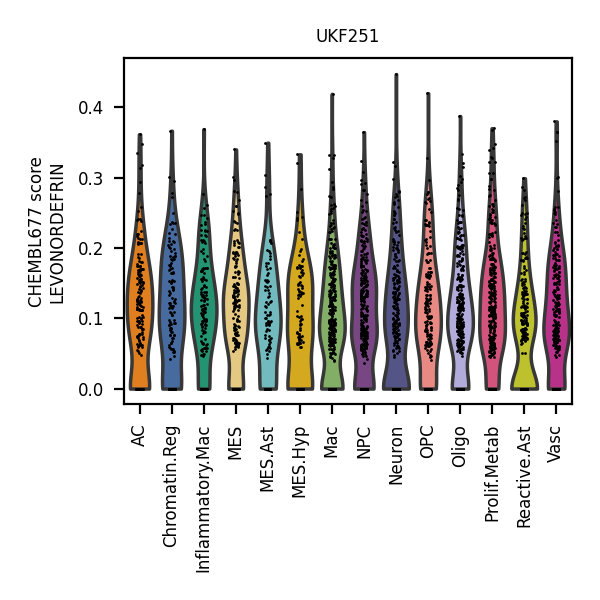 UKF251
CHEMBL677 score
LEVONORDEFRIN
0.4
0.3
0.2
0.1
0.0
AC
Chromatin.Reg
Inflammatory.Mac
MES
MES.Ast
MES.Hyp
Mac
NPC
Neuron
OPC
Oligo
Prolif.Metab
Reactive.Ast
Vasc